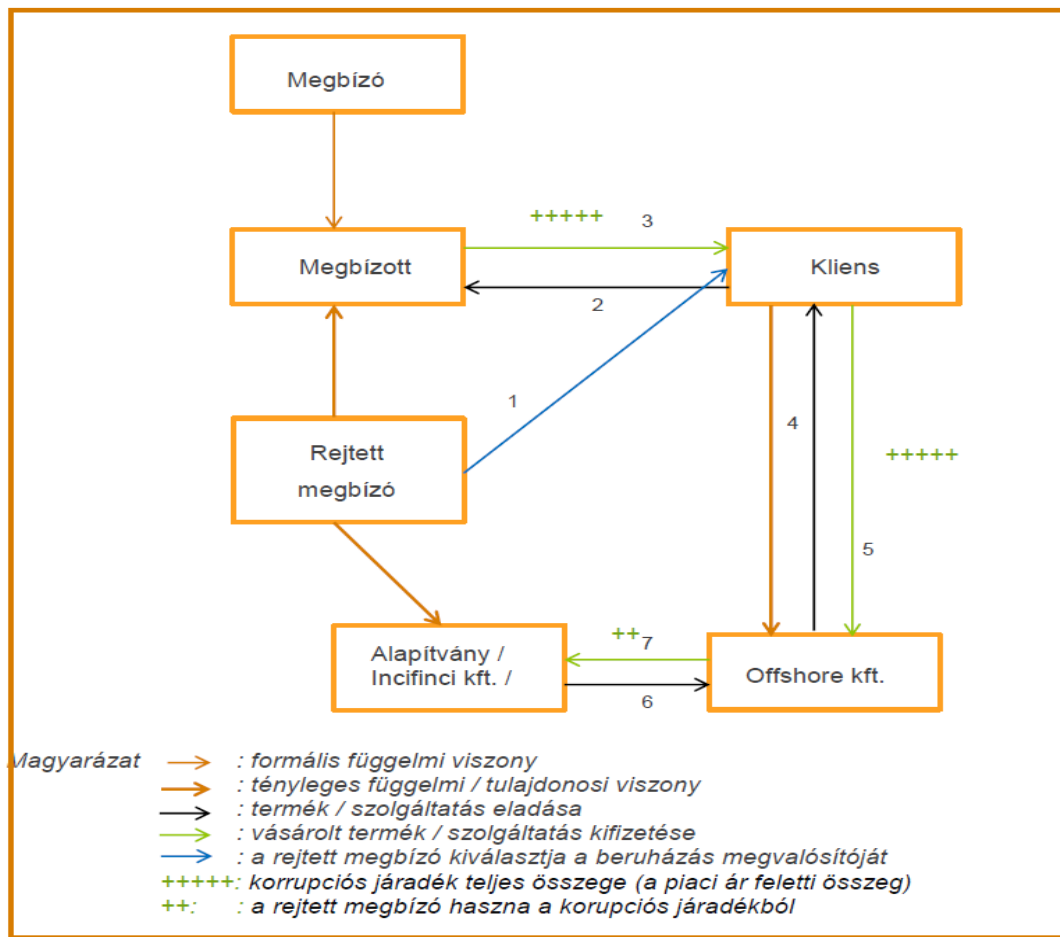 Megbízó
+++++ 3
Megbízott
Kliens
2
1
Rejtett
megbízó
4
+++++
5
++ 7
Alapítvány /
Incifinci kft. /
Offshore kft.
6
Magyarázat : formális függelmi viszony
: tényleges függelmi / tulajdonosi viszony
: termék / szolgáltatás eladása
: vásárolt termék / szolgáltatás kifizetése
: a rejtett megbízó kiválasztja a beruházás megvalósítóját
+++++: korrupciós járadék teljes összege (a piaci ár feletti összeg)
++: : a rejtett megbízó haszna a korupciós járadékból